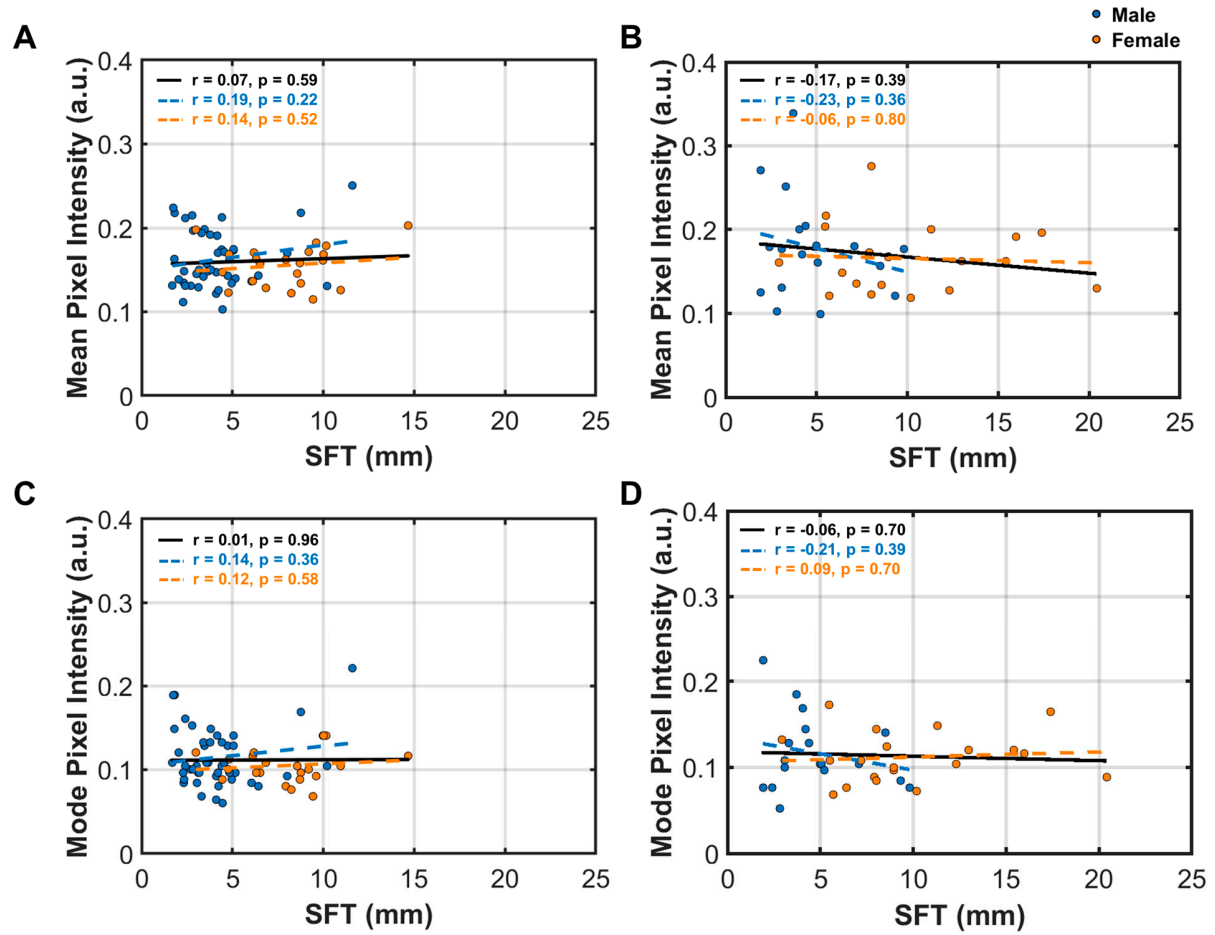 Male
Female
A
Mean Pixel Intensity (a.u.)
0.4
0.3
0.2
0.1
0
r = 0.07, p = 0.59
r = 0.19, p = 0.22
r = 0.14, p = 0.52
0 5 10 15 20 25
SFT (mm)
B
Mean Pixel Intensity (a.u.)
0.4
0.3
0.2
0.1
0
r = -0.17, p = 0.39
r = -0.23, p = 0.36
r = -0.06, p = 0.80
0 5 10 15 20 25
SFT (mm)
C
Mode Pixel Intensity (a.u.)
0.4
0.3
0.2
0.1
0
r = 0.01, p = 0.96
r = 0.14, p = 0.36
r = 0.12, p = 0.58
0 5 10 15 20 25
SFT (mm)
D
Mode Pixel Intensity (a.u.)
0.4
0.3
0.2
0.1
0
r = -0.06, p = 0.70
r = -0.21, p = 0.39
r = 0.09, p = 0.70
0 5 10 15 20 25
SFT (mm)